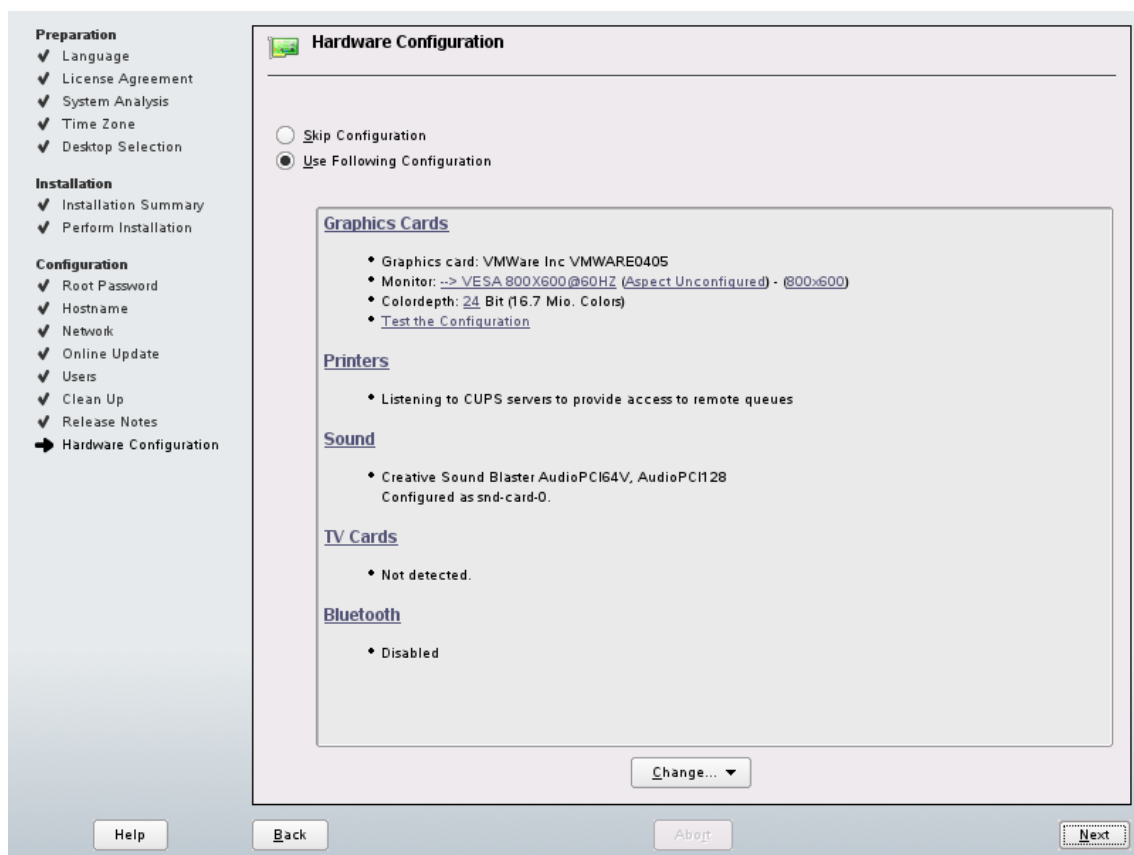 Preparation
Language
License Agreement
System Analysis
Time Zone
Desktop Selection
Installation
Installation Summary
Perform Installation
Configuration
Root Password
Hostname
Network
Online Update
Users
Clean Up
Release Notes
Hardware Configuration
Hardware Configuration
Skip Configuration
Use Following Configuration
Graphics Cards
Graphics card: VMWare Inc VMWARE0405
Monitor: --> VESA 800X600@60HZ (Aspect Unconfigured) - (800x600)
Colordepth: 24 Bit (16.7 Mio. Colors)
Test the Configuration
Printers
Listening to CUPS servers to provide access to remote queues
Sound
Creative Sound Blaster AudioPCI64V, AudioPCI128
Configured as snd-card-0.
TV Cards
Not detected.
Bluetooth
Disabled
Change...
Help Back Abort Next